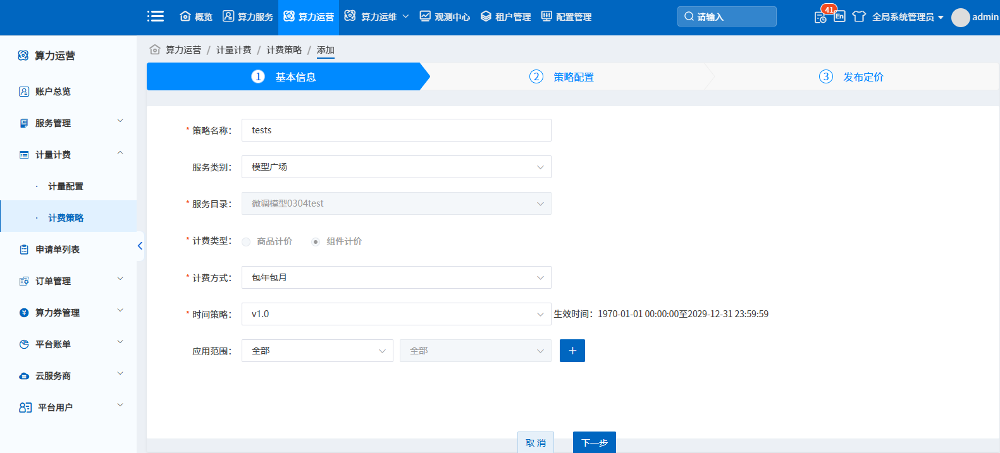 概览 算力服务 算力运营 算力运维 观测中心 租户管理 配置管理 请输入 41 En 全局系统管理员 admin
算力运营
账户总览
服务管理
计量计费
· 计量配置
· 计费策略
申请单列表
订单管理
算力券管理
平台账单
云服务商
平台用户
算力运营 / 计量计费 / 计费策略 / 添加
1 基本信息 2 策略配置 3 发布定价
* 策略名称： tests
服务类别： 模型广场
* 服务目录： 微调模型0304test
* 计费类型： 商品计价 组件计价
* 计费方式： 包年包月
* 时间策略： v1.0 生效时间：1970-01-01 00:00:00至2029-12-31 23:59:59
应用范围： 全部 全部 +
取 消 下一步